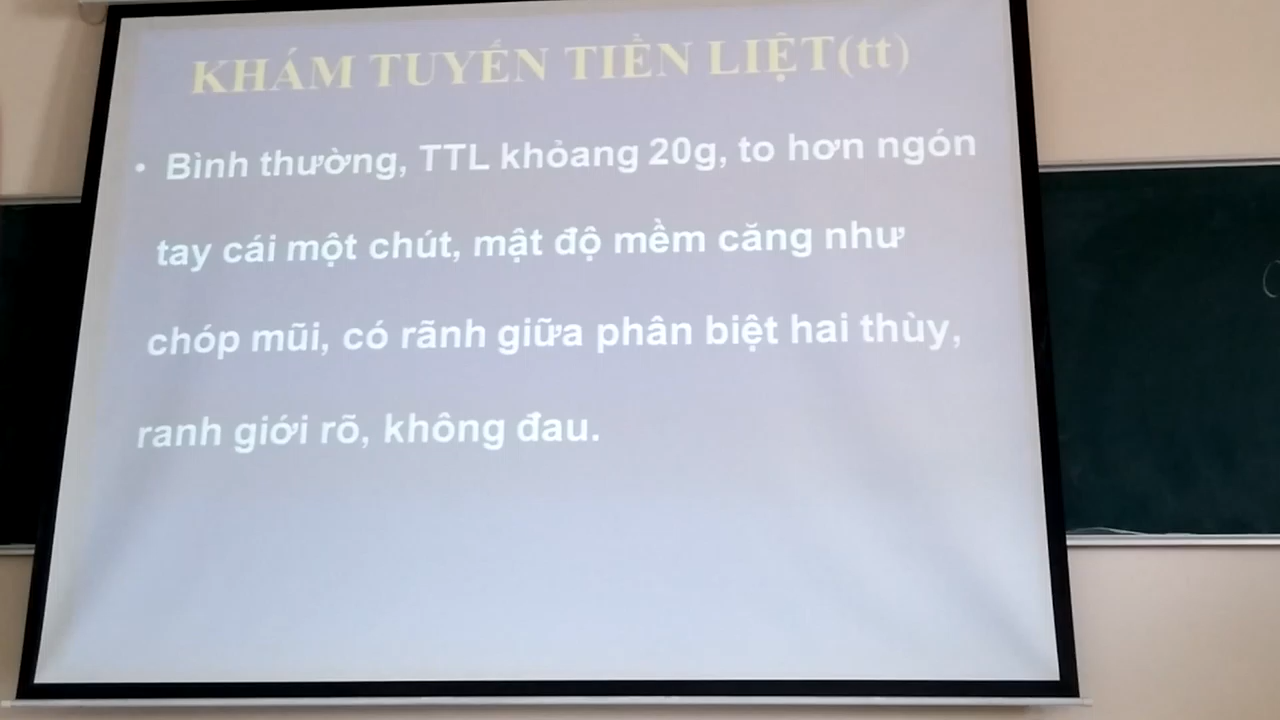 KHÁM TUYẾN TIỀN LIỆT(tt)
• Bình thường, TTL khỏang 20g, to hơn ngón
tay cái một chút, mật độ mềm căng như
chóp mũi, có rãnh giữa phân biệt hai thùy,
ranh giới rõ, không đau.